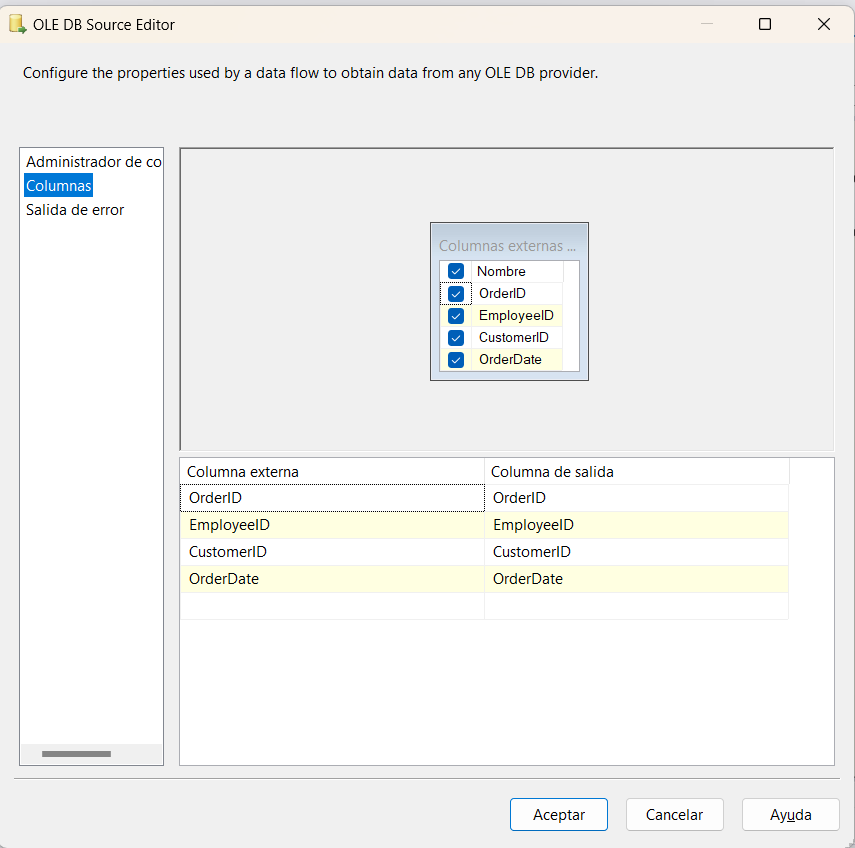 OLE DB Source Editor
Configure the properties used by a data flow to obtain data from any OLE DB provider.
Administrador de co
Columnas
Salida de error
Columnas externas ...
Nombre
OrderID
EmployeeID
CustomerID
OrderDate
Columna externa Columna de salida
OrderID OrderID
EmployeeID EmployeeID
CustomerID CustomerID
OrderDate OrderDate
Aceptar Cancelar Ayuda